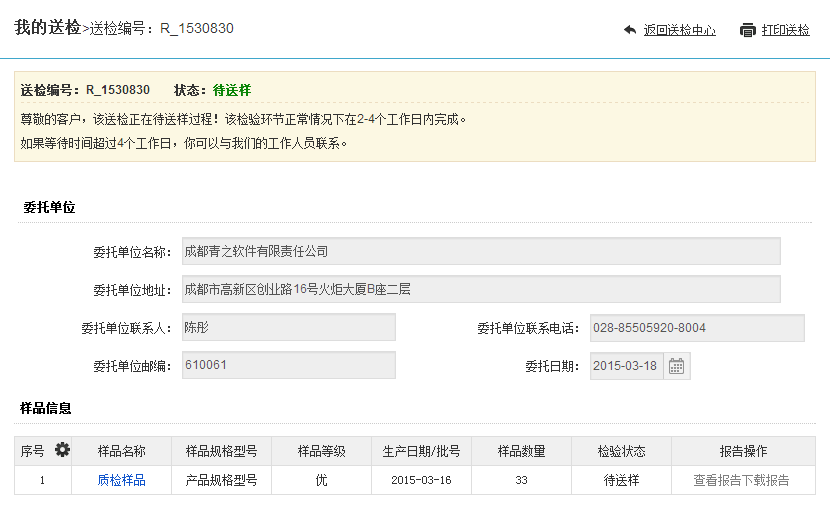 我的送检>送检编号：R_1530830 返回送检中心 打印送检
送检编号：R_1530830 状态：待送样
尊敬的客户，该送检正在待送样过程！该检验环节正常情况下在2-4个工作日内完成。
如果等待时间超过4个工作日，你可以与我们的工作人员联系。
委托单位
委托单位名称：成都青之软件有限责任公司
委托单位地址：成都市高新区创业路16号火炬大厦B座二层
委托单位联系人：陈彤 委托单位联系电话：028-85505920-8004
委托单位邮编：610061 委托日期：2015-03-18
样品信息
序号 样品名称 样品规格型号 样品等级 生产日期/批号 样品数量 检验状态 报告操作
1 质检样品 产品规格型号 优 2015-03-16 33 待送样 查看报告下载报告